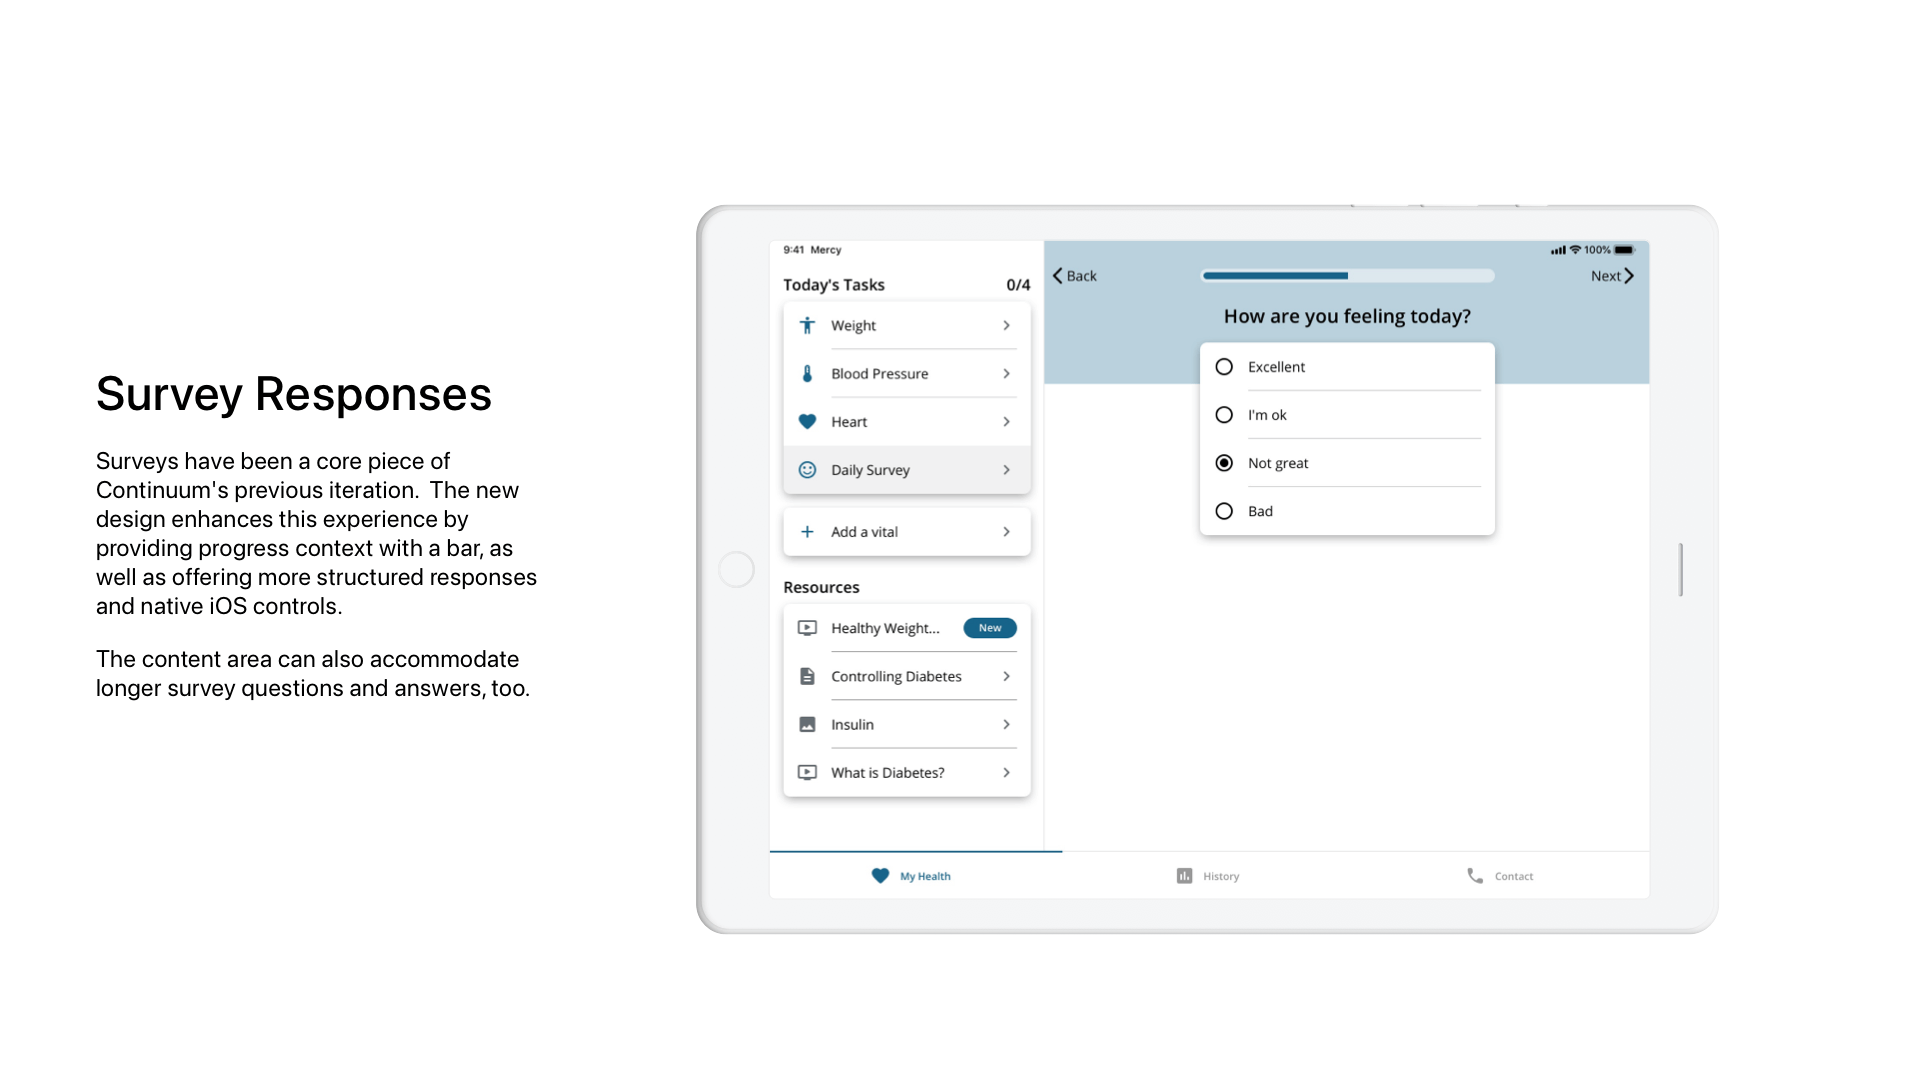 Survey Responses
Surveys have been a core piece of
Continuum's previous iteration.  The new
design enhances this experience by
providing progress context with a bar, as
well as offering more structured responses
and native iOS controls.
The content area can also accommodate
longer survey questions and answers, too.
9:41 Mercy
Today's Tasks 0/4
Weight
Blood Pressure
Heart
Daily Survey
Add a vital
Resources
Healthy Weight... New
Controlling Diabetes
Insulin
What is Diabetes?
100%
Back Next
How are you feeling today?
Excellent
I'm ok
Not great
Bad
My Health History Contact